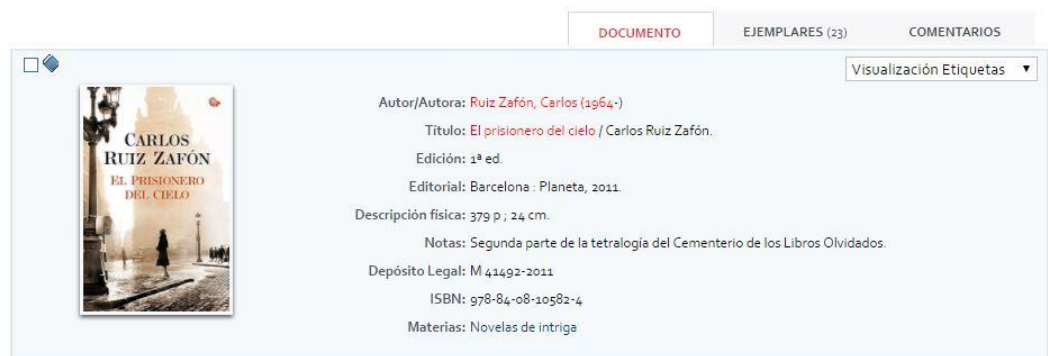 DOCUMENTO EJEMPLARES (23) COMENTARIOS
Visualización Etiquetas
CARLOS
RUIZ ZAFÓN
EL PRISIONERO
DEL CIELO
Autor/Autora: Ruiz Zafón, Carlos (1964-)
Título: El prisionero del cielo / Carlos Ruiz Zafón.
Edición: 1ª ed.
Editorial: Barcelona : Planeta, 2011.
Descripción física: 379 p ; 24 cm.
Notas: Segunda parte de la tetralogía del Cementerio de los Libros Olvidados.
Depósito Legal: M 41492-2011
ISBN: 978-84-08-10582-4
Materias: Novelas de intriga